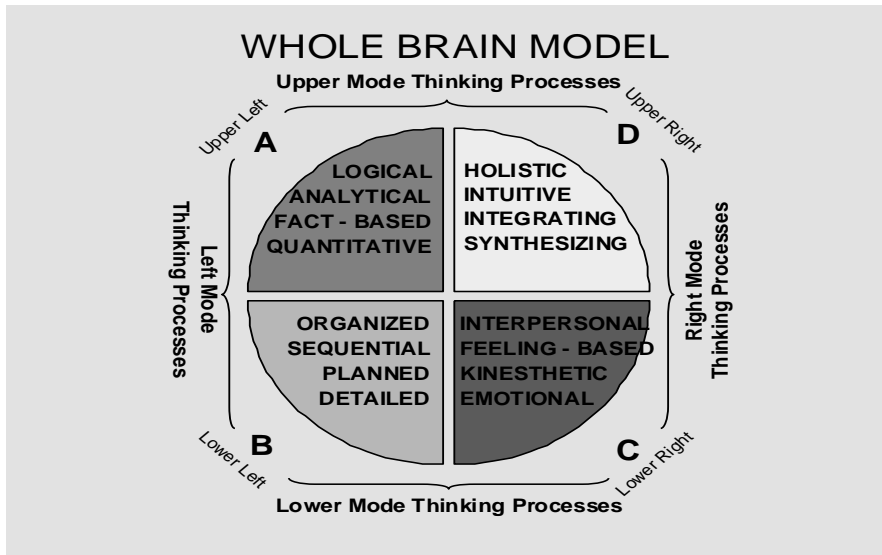 WHOLE BRAIN MODEL
Upper Mode Thinking Processes
Upper Left
A
LOGICAL
ANALYTICAL
FACT - BASED
QUANTITATIVE
Upper Right
D
HOLISTIC
INTUITIVE
INTEGRATING
SYNTHESIZING
Left Mode
Thinking Processes
Right Mode
Thinking Processes
ORGANIZED
SEQUENTIAL
PLANNED
DETAILED
B
Lower Left
INTERPERSONAL
FEELING - BASED
KINESTHETIC
EMOTIONAL
C
Lower Right
Lower Mode Thinking Processes